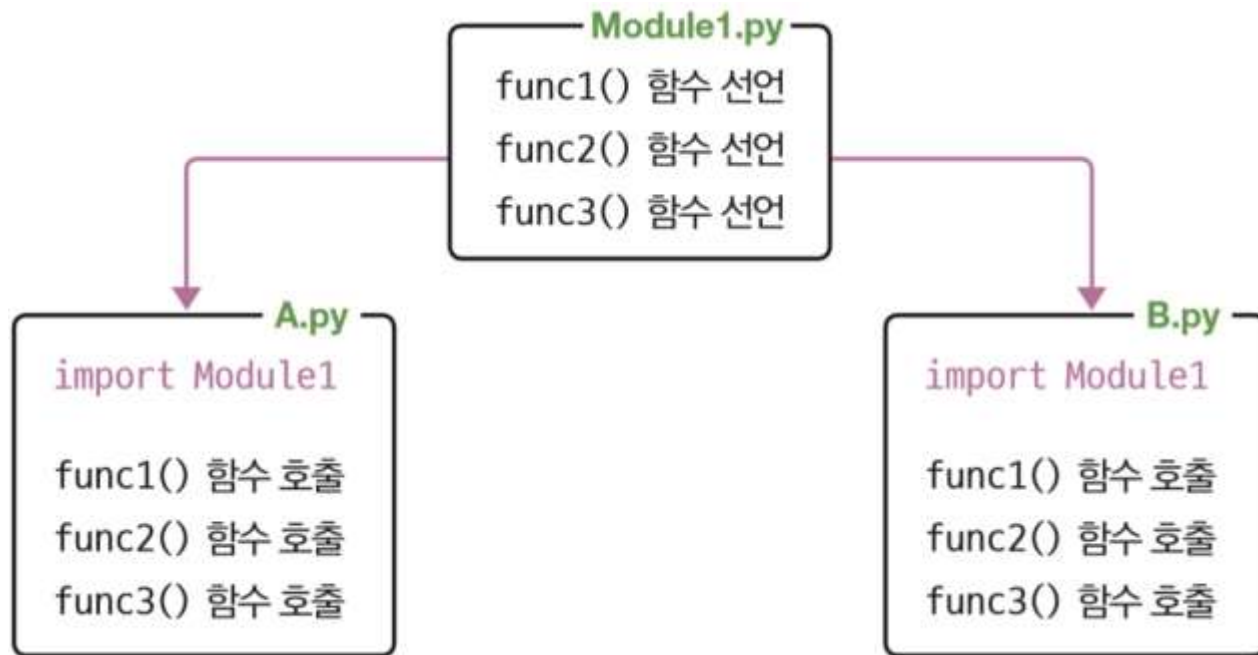 Module1.py
func1() 함수 선언
func2() 함수 선언
func3() 함수 선언
A.py
import Module1
func1() 함수 호출
func2() 함수 호출
func3() 함수 호출
B.py
import Module1
func1() 함수 호출
func2() 함수 호출
func3() 함수 호출